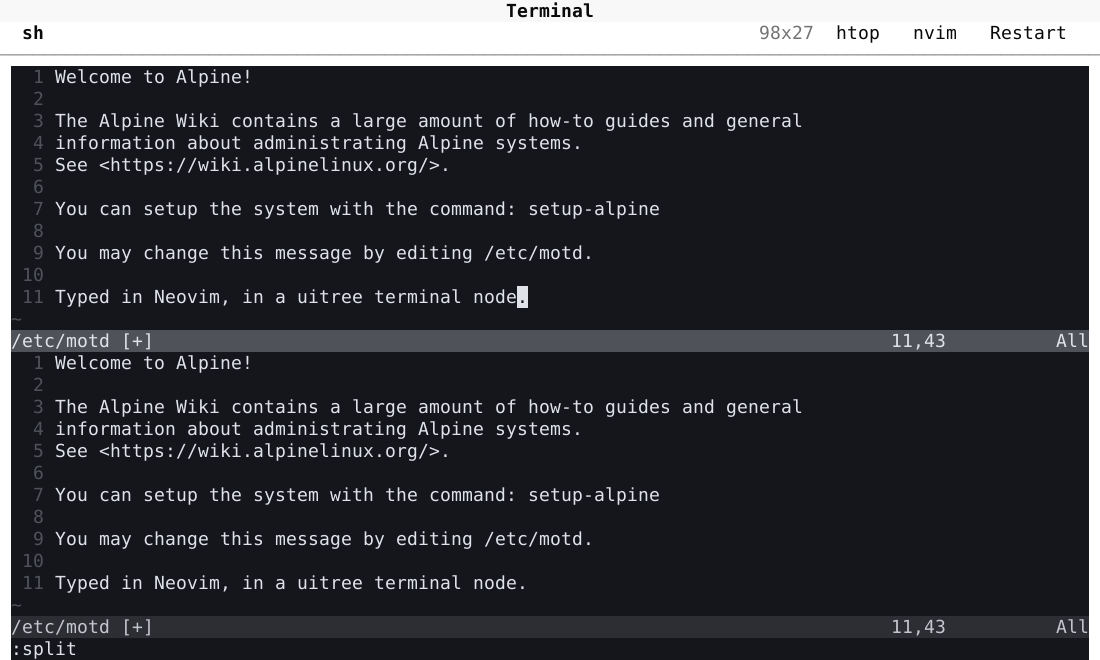 Terminal
sh 98x27 htop nvim Restart
1 Welcome to Alpine!
2
3 The Alpine Wiki contains a large amount of how-to guides and general
4 information about administrating Alpine systems.
5 See <https://wiki.alpinelinux.org/>.
6
7 You can setup the system with the command: setup-alpine
8
9 You may change this message by editing /etc/motd.
10
11 Typed in Neovim, in a uitree terminal node.
~
/etc/motd [+] 11,43 All
1 Welcome to Alpine!
2
3 The Alpine Wiki contains a large amount of how-to guides and general
4 information about administrating Alpine systems.
5 See <https://wiki.alpinelinux.org/>.
6
7 You can setup the system with the command: setup-alpine
8
9 You may change this message by editing /etc/motd.
10
11 Typed in Neovim, in a uitree terminal node.
~
/etc/motd [+] 11,43 All
:split